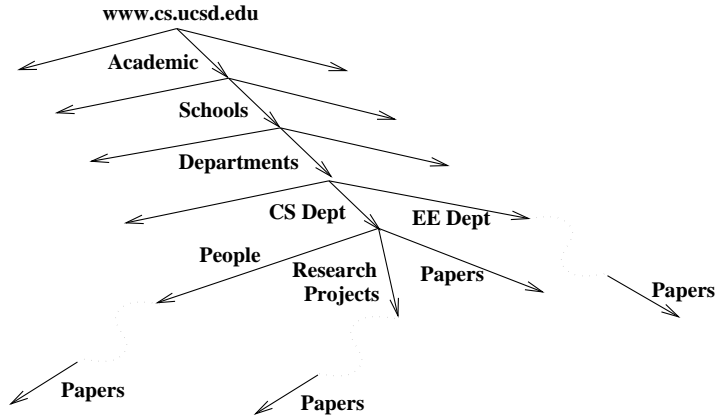 www.cs.ucsd.edu
Academic
Schools
Departments
CS Dept
EE Dept
People
Research
Projects
Papers
Papers
Papers
Papers